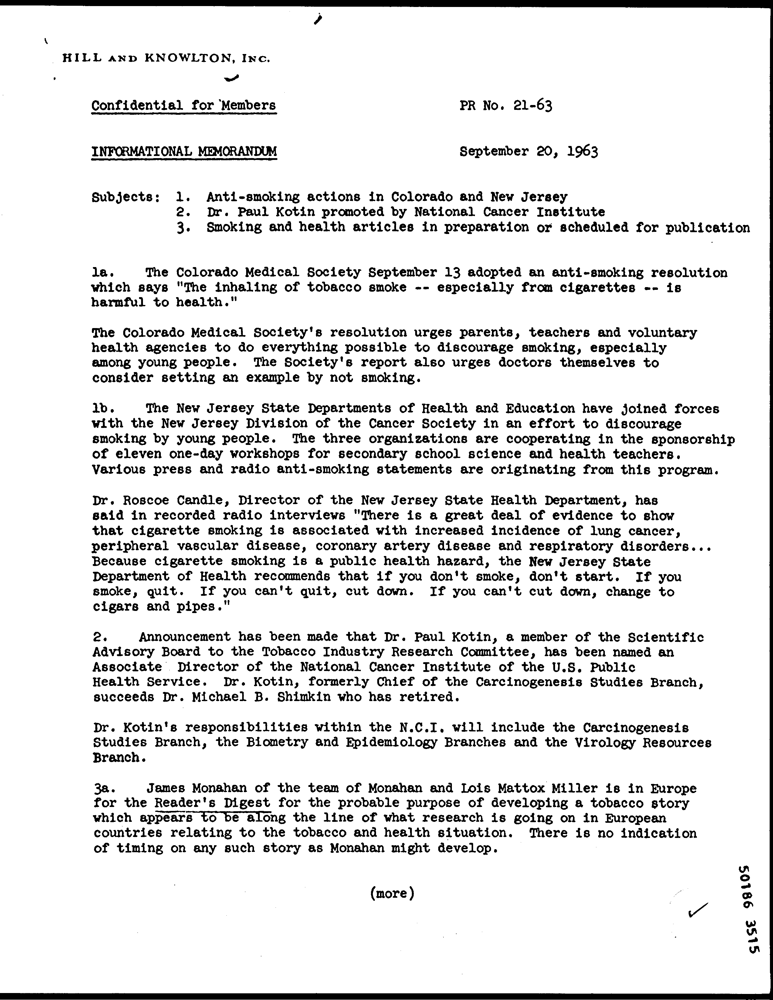 HILL AND KNOWLTON, INC.
Confidential for Members PR No. 21-63
INFORMATIONAL MEMORANDUM September 20, 1963
Subjects: 1. Anti-smoking actions in Colorado and New Jersey
2. Dr. Paul Kotin promoted by National Cancer Institute
3. Smoking and health articles in preparation or scheduled for publication
1a. The Colorado Medical Society September 13 adopted an anti-smoking resolution
which says "The inhaling of tobacco smoke -- especially from cigarettes -- is
harmful to health."
The Colorado Medical Society's resolution urges parents, teachers and voluntary
health agencies to do everything possible to discourage smoking, especially
among young people. The Society's report also urges doctors themselves to
consider setting an example by not smoking.
1b. The New Jersey State Departments of Health and Education have joined forces
with the New Jersey Division of the Cancer Society in an effort to discourage
smoking by young people. The three organizations are cooperating in the sponsorship
of eleven one-day workshops for secondary school science and health teachers.
Various press and radio anti-smoking statements are originating from this program.
Dr. Roscoe Candle, Director of the New Jersey State Health Department, has
said in recorded radio interviews "There is a great deal of evidence to show
that cigarette smoking is associated with increased incidence of lung cancer,
peripheral vascular disease, coronary artery disease and respiratory disorders...
Because cigarette smoking is a public health hazard, the New Jersey State
Department of Health recommends that if you don't smoke, don't start. If you
smoke, quit. If you can't quit, cut down. If you can't cut down, change to
cigars and pipes."
2. Announcement has been made that Dr. Paul Kotin, a member of the Scientific
Advisory Board to the Tobacco Industry Research Committee, has been named an
Associate Director of the National Cancer Institute of the U.S. Public
Health Service. Dr. Kotin, formerly Chief of the Carcinogenesis Studies Branch,
succeeds Dr. Michael B. Shimkin who has retired.
Dr. Kotin's responsibilities within the N.C.I. will include the Carcinogenesis
Studies Branch, the Biometry and Epidemiology Branches and the Virology Resources
Branch.
3a. James Monahan of the team of Monahan and Lois Mattox Miller is in Europe
for the Reader's Digest for the probable purpose of developing a tobacco story
which appears to be along the line of what research is going on in European
countries relating to the tobacco and health situation. There is no indication
of timing on any such story as Monahan might develop.
(more)
50186 3515